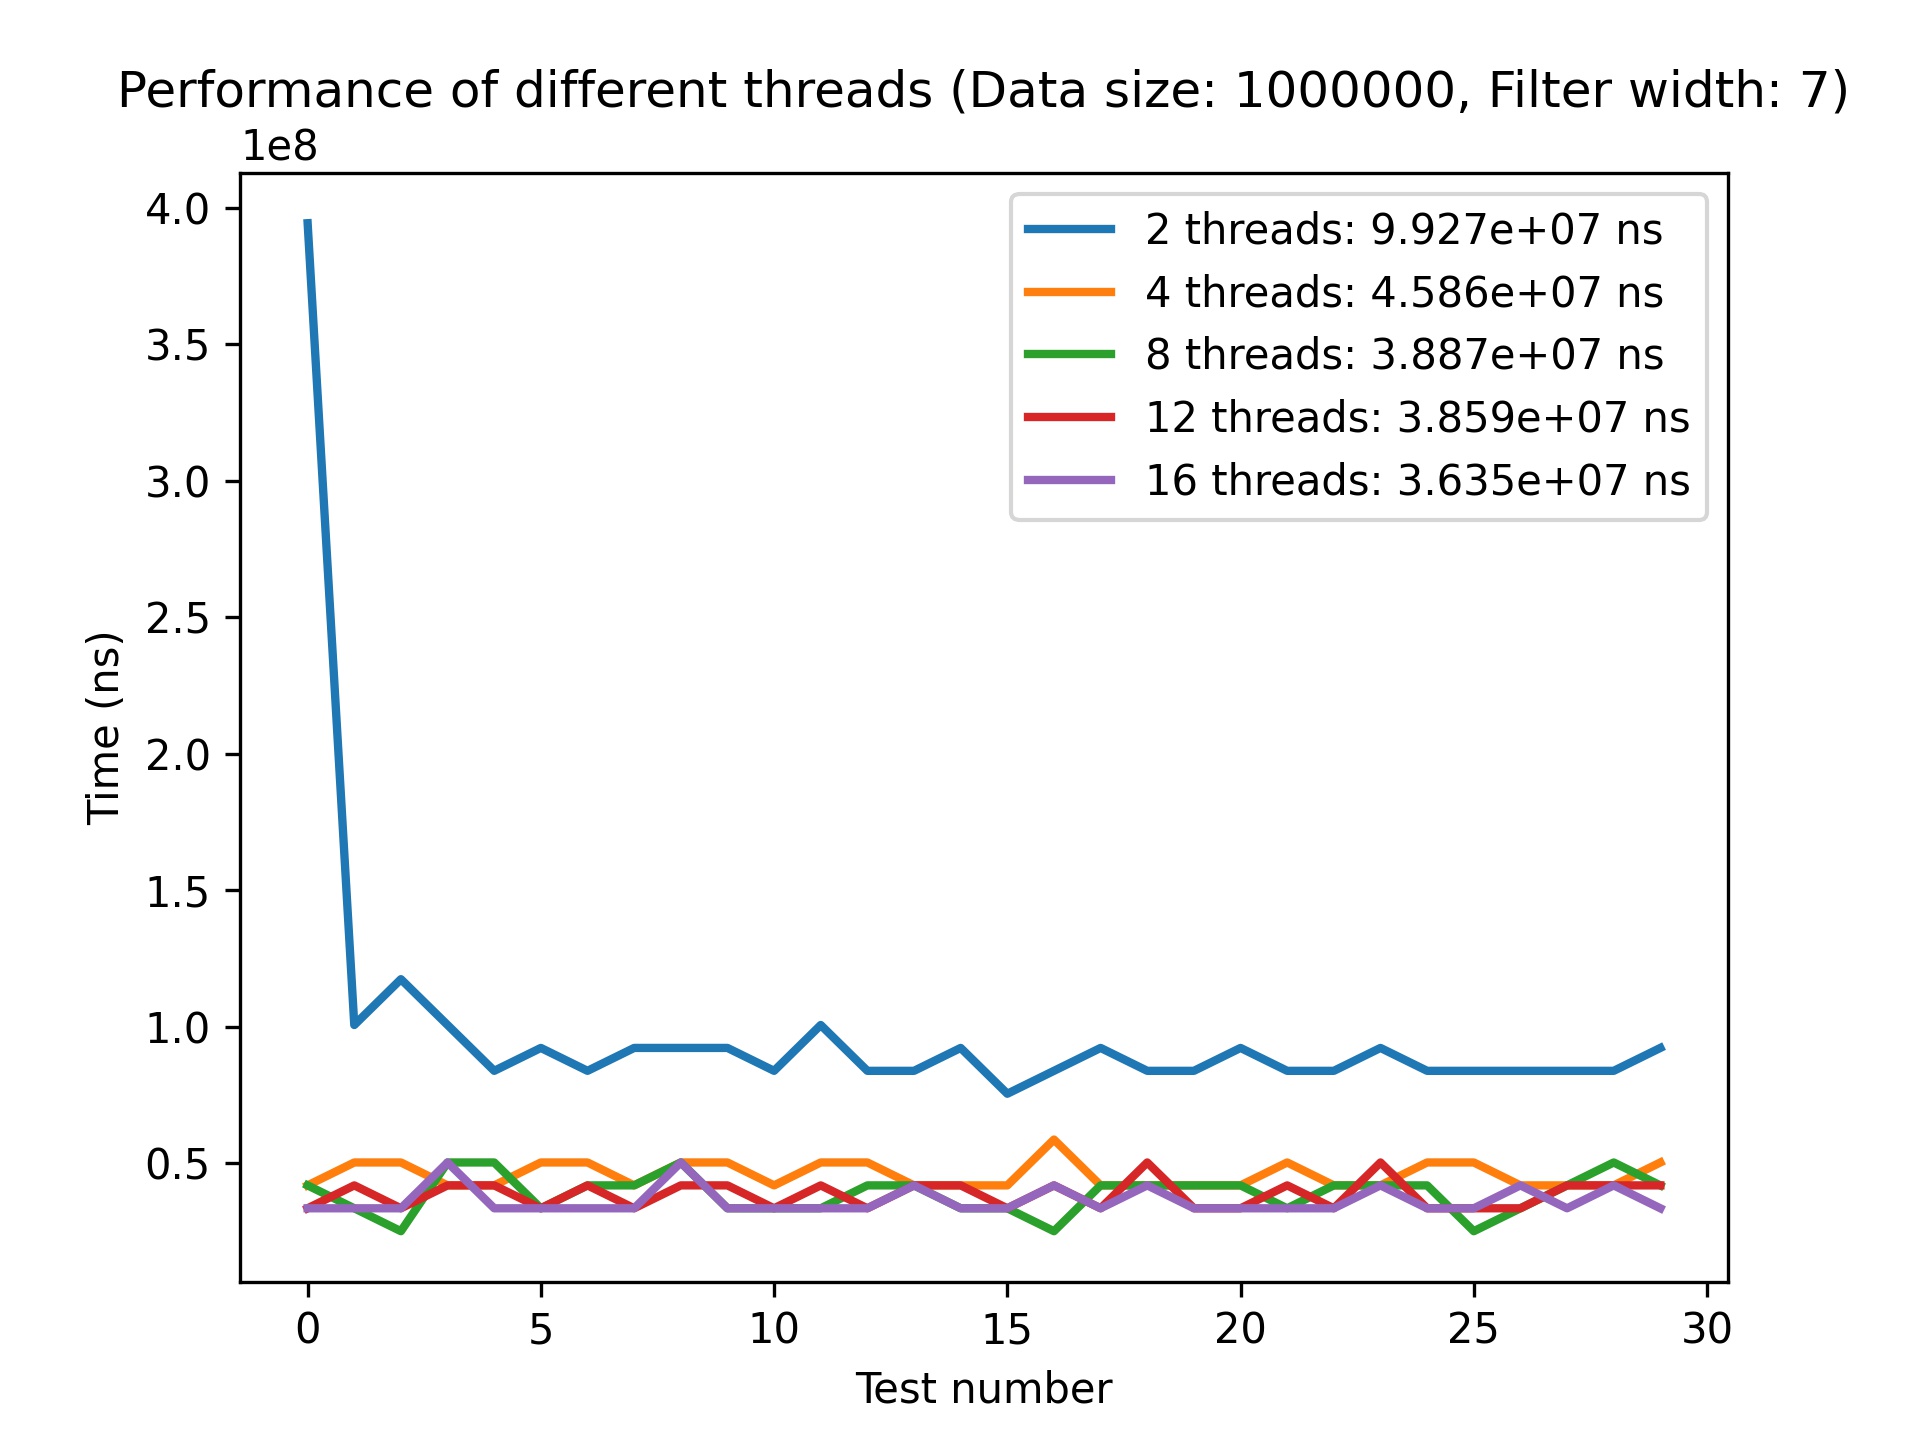 Performance of different threads (Data size: 1000000, Filter width: 7)
1e8
4.0
3.5
3.0
2.5
2.0
1.5
1.0
0.5
Time (ns)
2 threads: 9.927e+07 ns
4 threads: 4.586e+07 ns
8 threads: 3.887e+07 ns
12 threads: 3.859e+07 ns
16 threads: 3.635e+07 ns
0 5 10 15 20 25 30
Test number